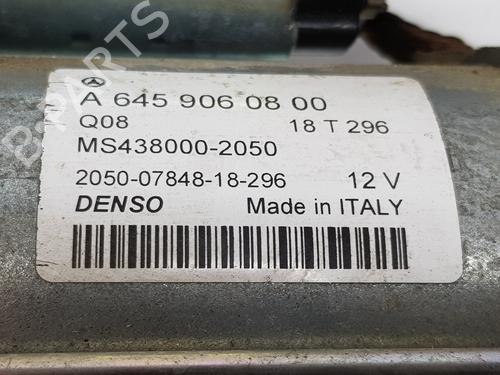 B-PARTS
A 645 906 08 00
Q08 18 T 296
MS438000-2050
2050-07848-18-296 12 V
DENSO Made in ITALY